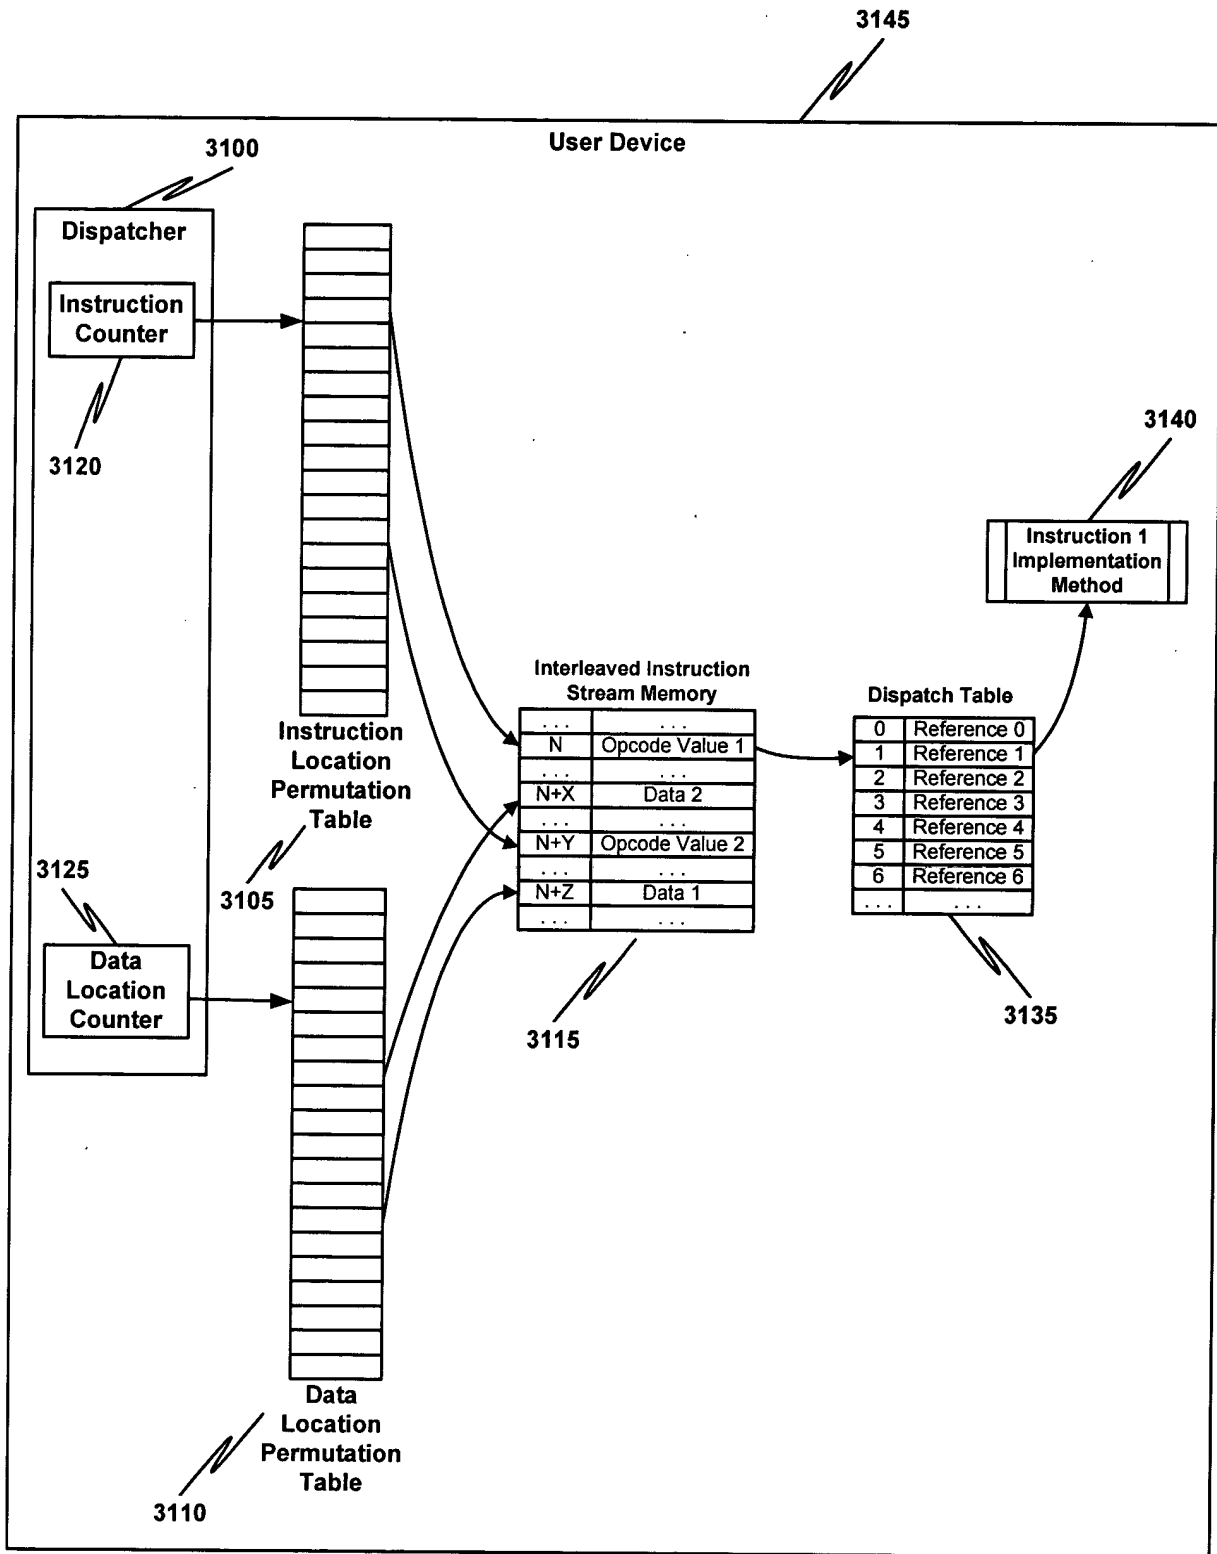 3145
User Device
3100
Dispatcher
Instruction
Counter
3120
3140
Instruction 1
Implementation
Method
Interleaved Instruction
Stream Memory
. . . . . .
N Opcode Value 1
. . . . . .
N+X Data 2
. . . . . .
N+Y Opcode Value 2
. . . . . .
N+Z Data 1
. . . . . .
3115
Dispatch Table
0 Reference 0
1 Reference 1
2 Reference 2
3 Reference 3
4 Reference 4
5 Reference 5
6 Reference 6
. . . . . .
3135
Instruction
Location
Permutation
Table
3105
3125
Data
Location
Counter
Data
Location
Permutation
Table
3110